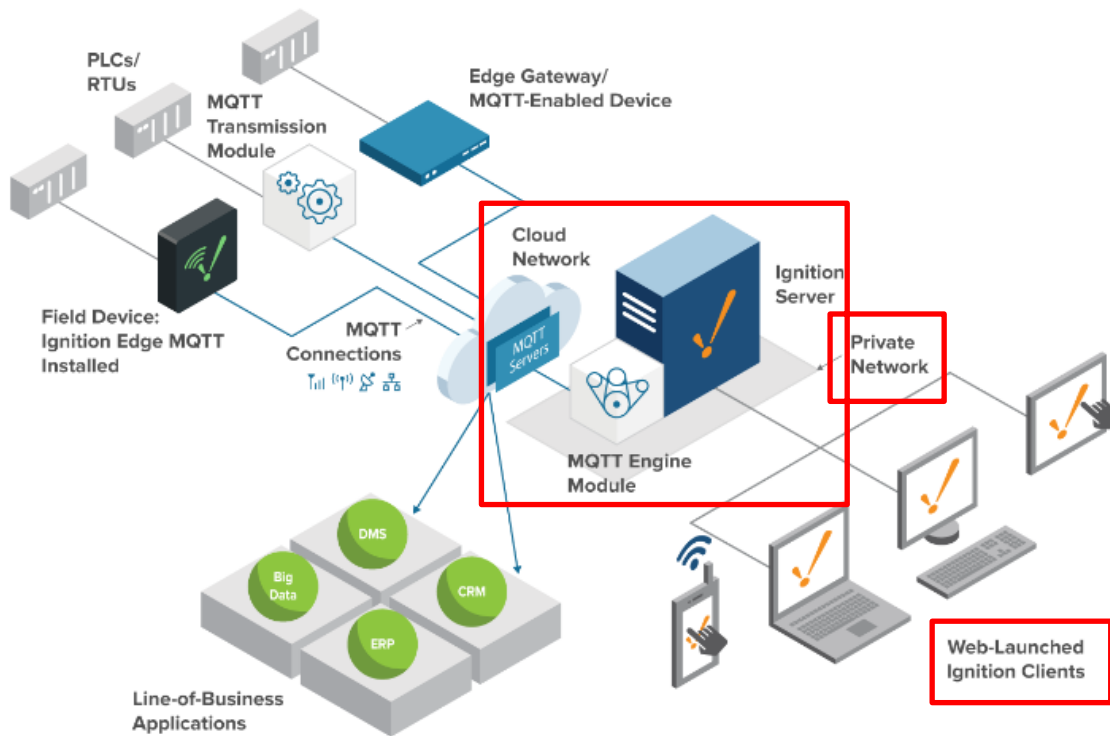 PLCs/
RTUs
MQTT
Transmission
Module
Edge Gateway/
MQTT-Enabled Device
Cloud
Network
Ignition
Server
Field Device:
Ignition Edge MQTT
Installed
MQTT
Connections
MQTT
Servers
Private
Network
MQTT Engine
Module
DMS
Big
Data
CRM
ERP
Line-of-Business
Applications
Web-Launched
Ignition Clients